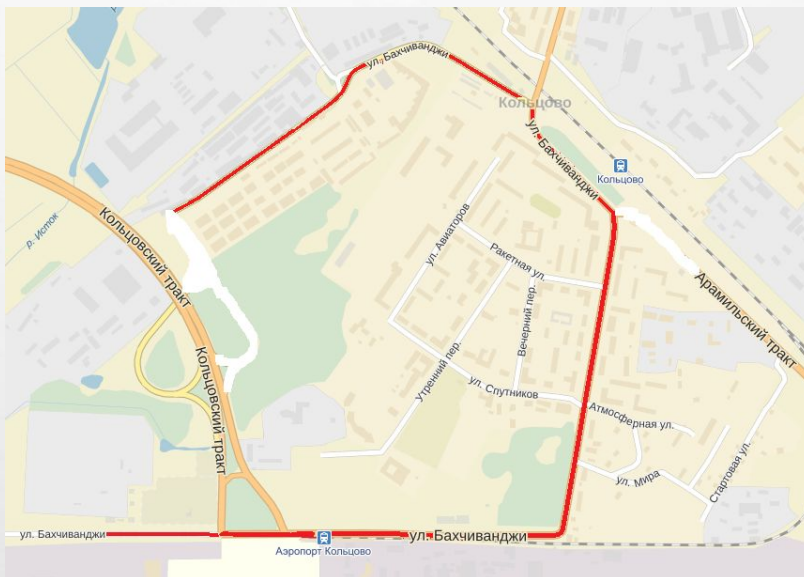 ул. Бахчиванджи
Кольцово
ул. Бахчиванджи
Кольцово
р. Исток
Кольцовский тракт
ул. Авиаторов
Ракетная ул.
Арамильский тракт
Вечерний пер.
Утренний пер.
Кольцовский тракт
ул. Спутников
Атмосферная ул.
ул. Мира
Стартовая ул.
ул. Бахчиванджи
ул. Бахчиванджи
Аэропорт Кольцово